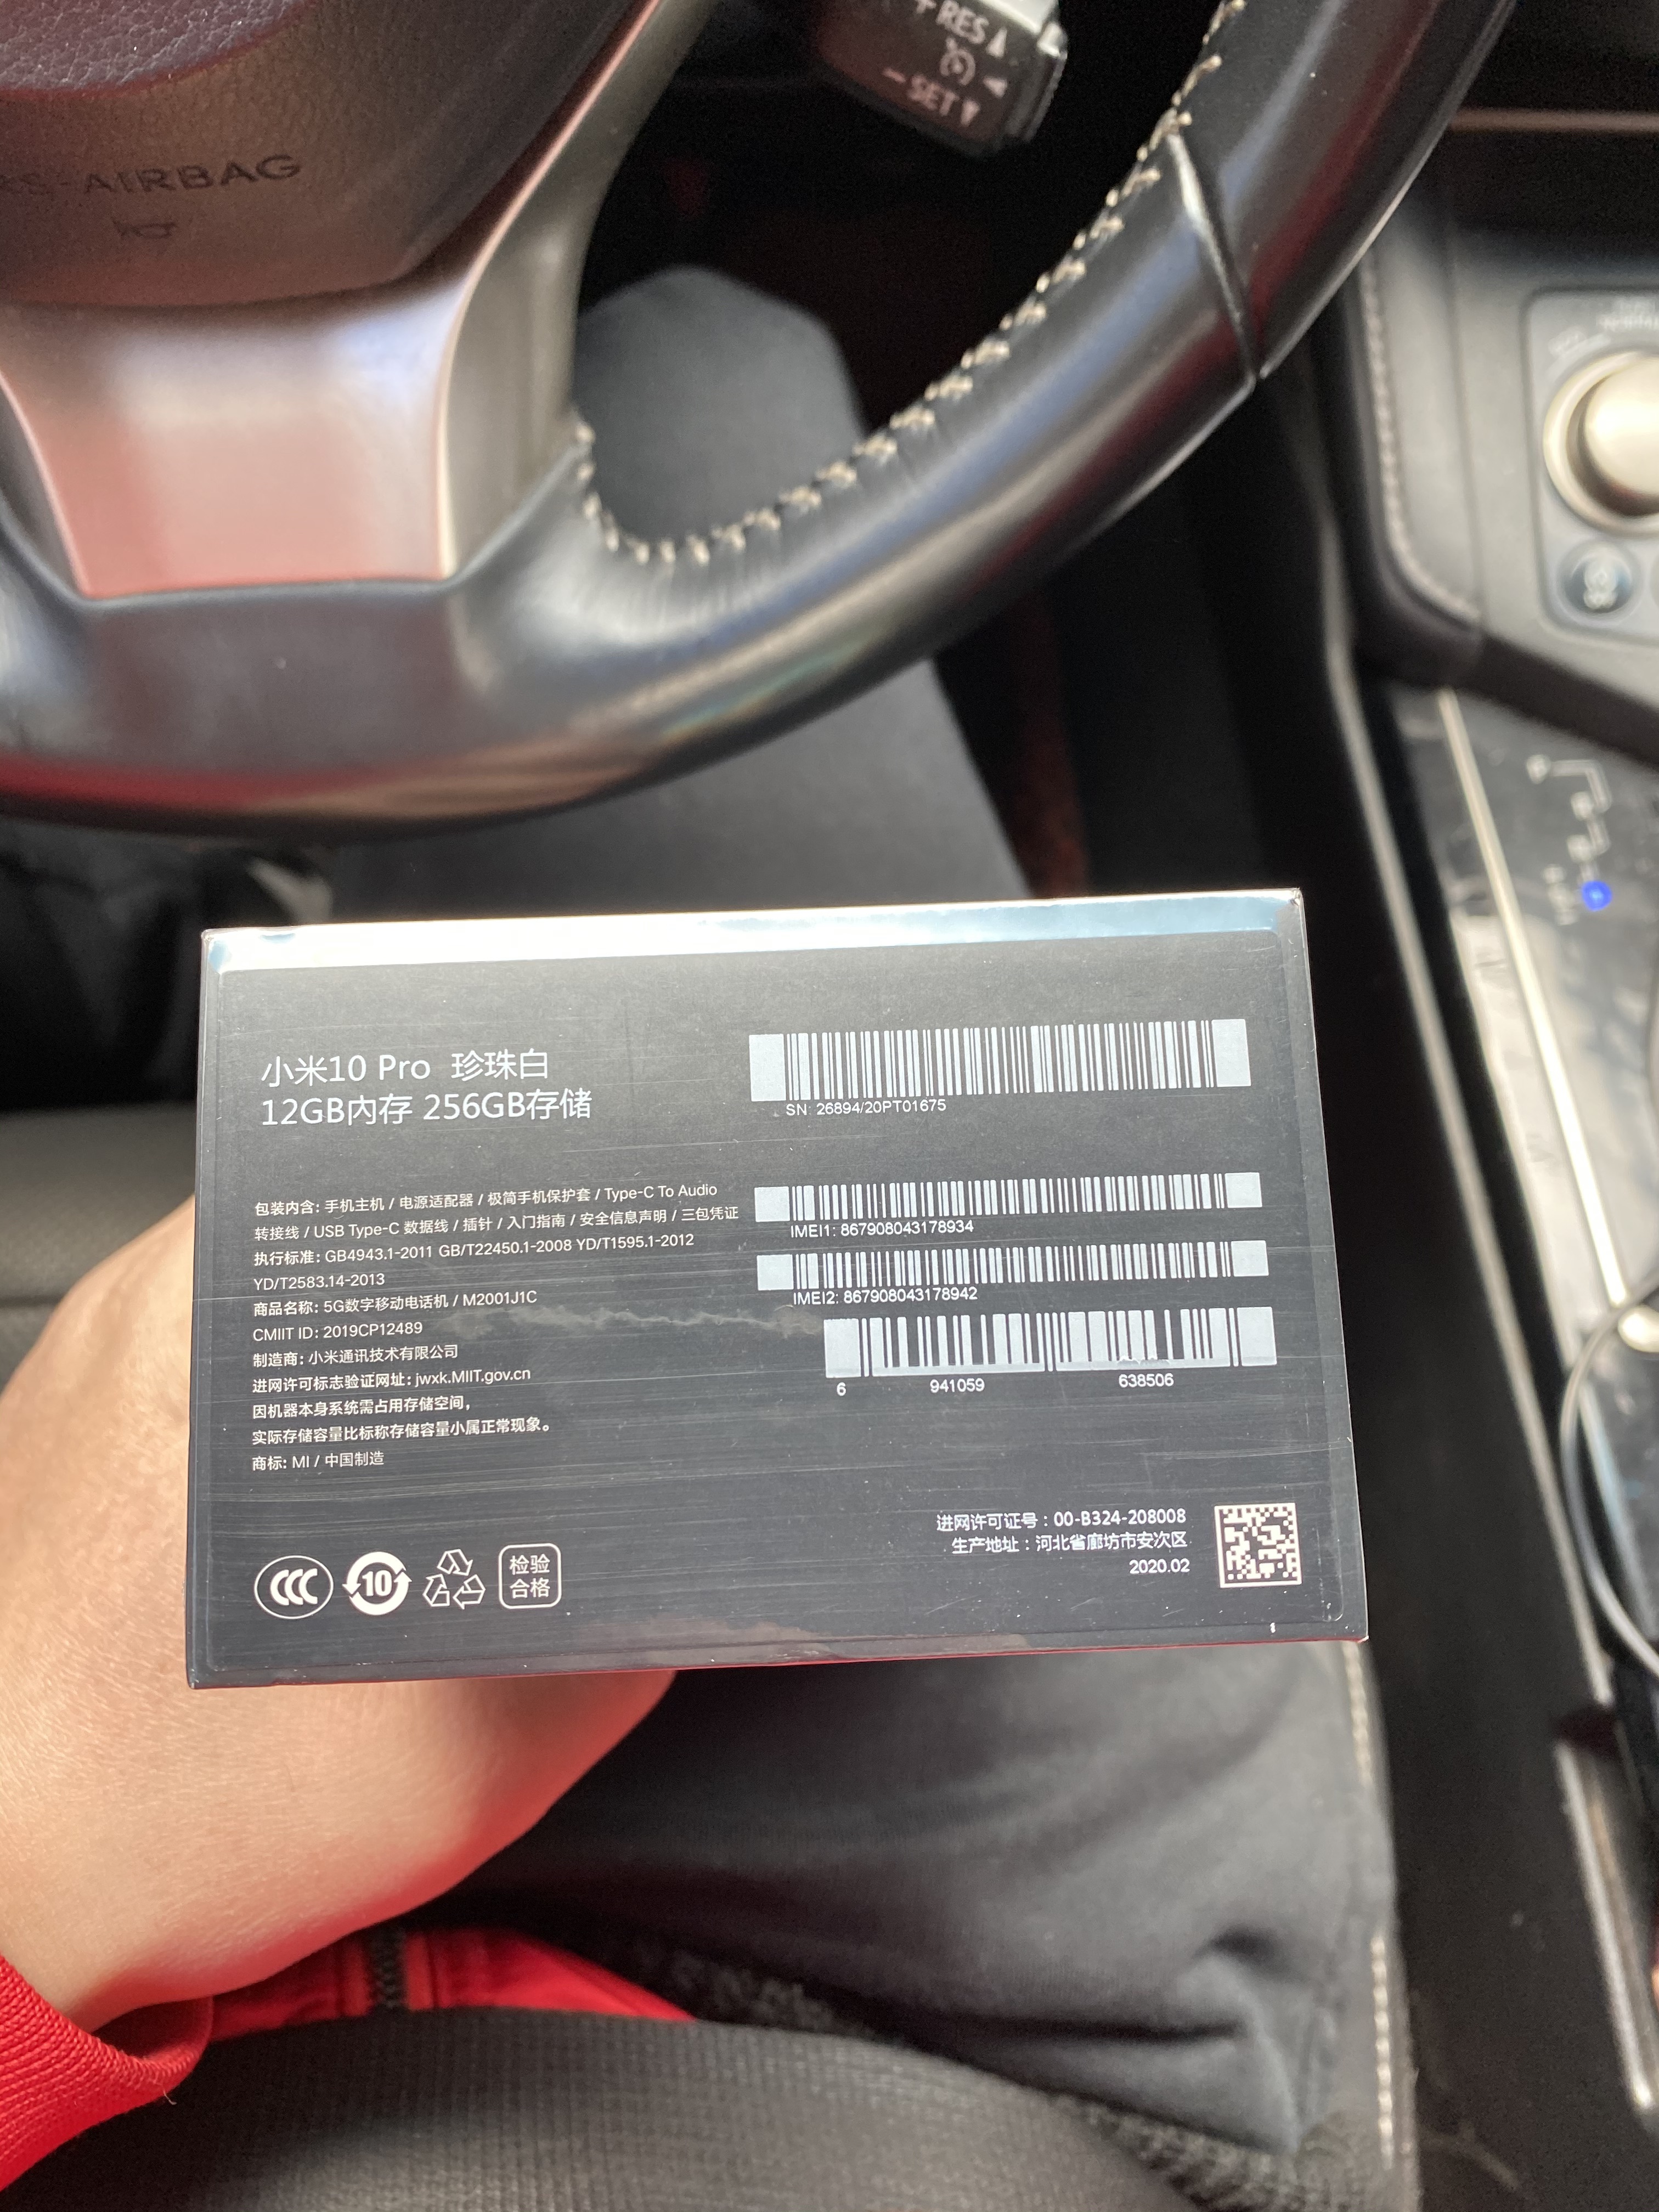 + RES
- SET
-AIRBAG
小米10 Pro 珍珠白
12GB内存 256GB存储
SN: 26894/20PT01675
包装内含: 手机主机 / 电源适配器 / 极简手机保护套 / Type-C To Audio
转接线 / USB Type-C 数据线 / 插针 / 入门指南 / 安全信息声明 / 三包凭证
执行标准: GB4943.1-2011 GB/T22450.1-2008 YD/T1595.1-2012
YD/T2583.14-2013
商品名称: 5G数字移动电话机 / M2001J1C
CMIIT ID: 2019CP12489
制造商: 小米通讯技术有限公司
进网许可标志验证网址: jwxk.MIIT.gov.cn
因机器本身系统需占用存储空间，
实际存储容量比标称存储容量小属正常现象。
商标: MI / 中国制造
IMEI1: 867908043178934
IMEI2: 867908043178942
6 941059 638506
CCC
10
检验
合格
进网许可证号：00-B324-208008
生产地址：河北省廊坊市安次区
2020.02